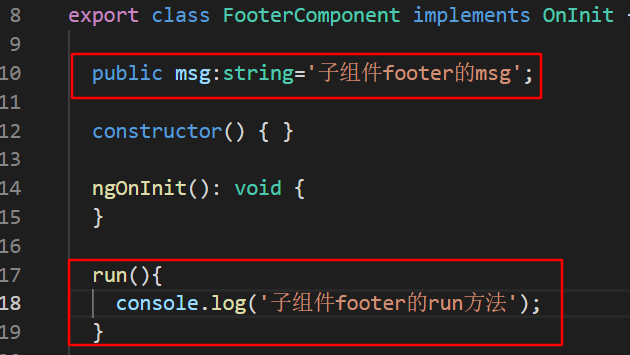 8 export class FooterComponent implements OnInit {
9
10 public msg:string='子组件footer的msg';
11
12 constructor() { }
13
14 ngOnInit(): void {
15 }
16
17 run(){
18 console.log('子组件footer的run方法');
19 }